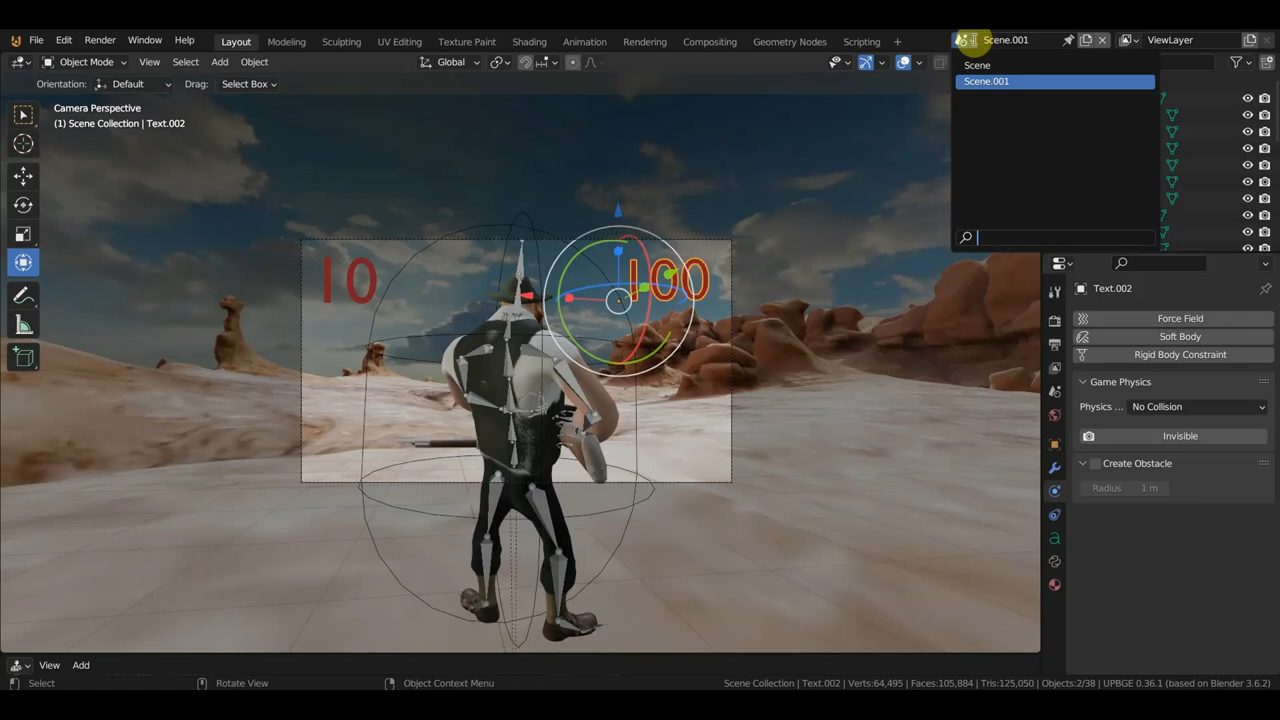 File Edit Render Window Help Layout Modeling Sculpting UV Editing Texture Paint Shading Animation Rendering Compositing Geometry Nodes Scripting + Scene.001 ViewLayer
Object Mode View Select Add Object Global
Orientation: Default Drag: Select Box
Scene
Scene.001
Camera Perspective
(1) Scene Collection | Text.002
10
100
Text.002
Force Field
Soft Body
Rigid Body Constraint
Game Physics
Physics ... No Collision
Invisible
Create Obstacle
Radius 1 m
View Add
Select Rotate View Object Context Menu Scene Collection | Text.002 | Verts:64,495 | Faces:105,884 | Tris:125,050 | Objects:2/38 | UPBGE 0.36.1 (based on Blender 3.6.2)